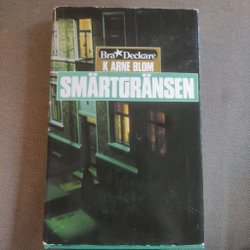 Bra★Deckare
K ARNE BLOM
SMÄRTGRÄNSEN